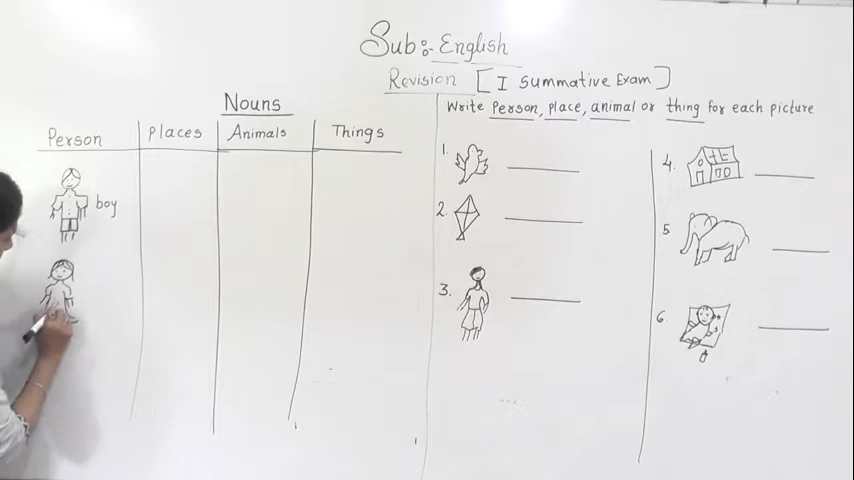 Sub:- English
Revision [I Summative Exam]
Nouns
Person Places Animals Things
boy
Write Person, place, animal or thing for each picture
1.
2.
3.
4.
5.
6.